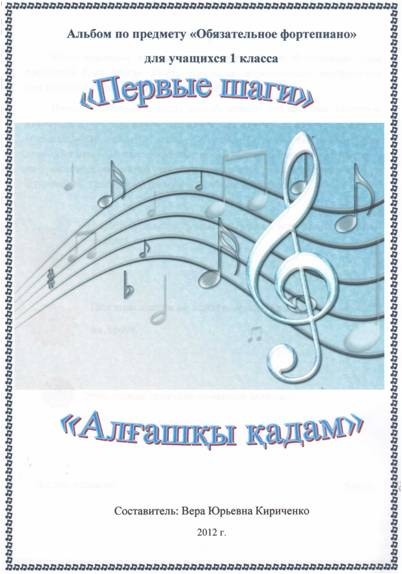 Альбом по предмету «Обязательное фортепиано»
для учащихся 1 класса
«Первые шаги»
«Алғашқы қадам»
Составитель: Вера Юрьевна Кириченко
2012 г.